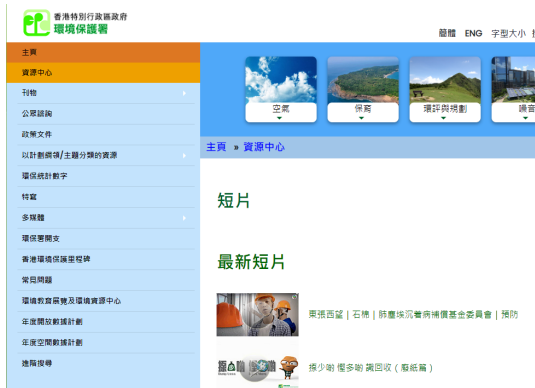 香港特別行政區政府
環境保護署
簡體 ENG 字型大小
主頁
資源中心
刊物
公眾諮詢
政策文件
以計劃綱領/主題分類的資源
環保統計數字
特寫
多媒體
環保署開支
香港環境保護里程碑
常見問題
環境教育展覽及環境資源中心
年度開放數據計劃
年度空間數據計劃
進階搜尋
空氣
保育
環評與規劃
噪音
主頁 » 資源中心
短片
最新短片
東張西望 | 石棉 | 肺塵埃沉着病補償基金委員會 | 預防
揼少啲 慳多啲 識回收 ( 廢紙篇 )